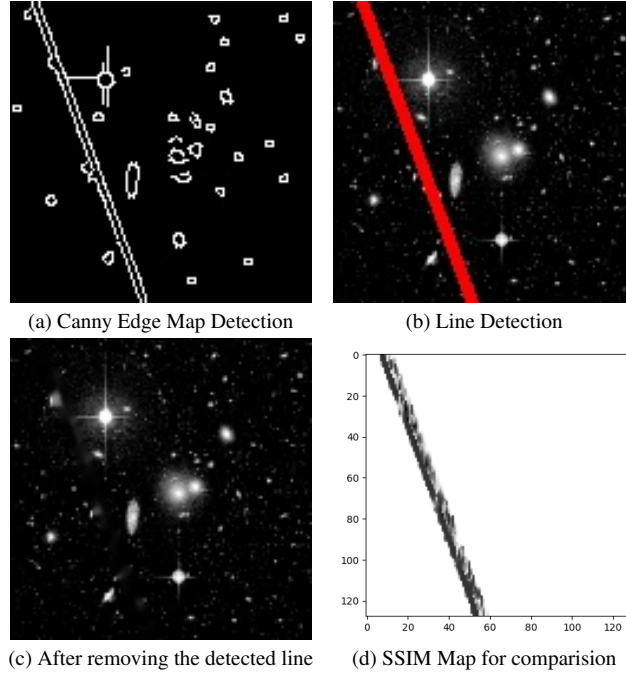 (a) Canny Edge Map Detection
(b) Line Detection
0
20
40
60
80
100
120
0 20 40 60 80 100 120
(c) After removing the detected line
(d) SSIM Map for comparision